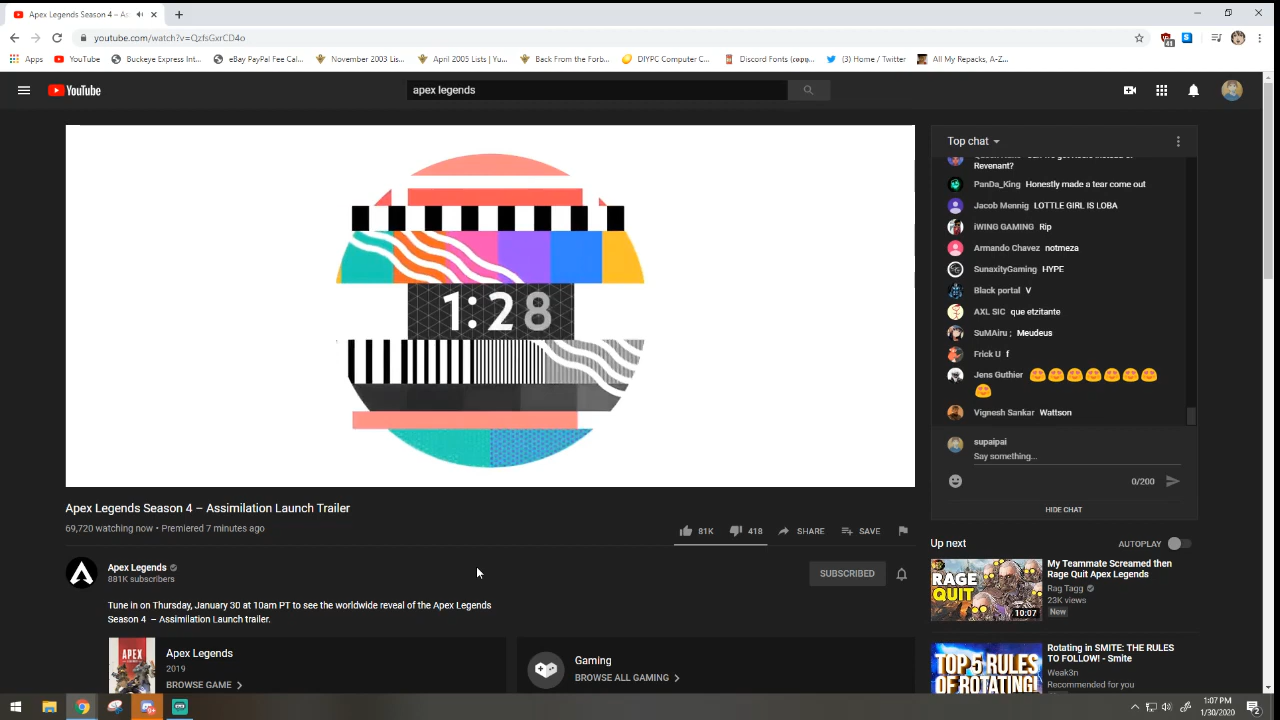 Apex Legends Season 4 – As
youtube.com/watch?v=QzfsGxrCD4o
41
Apps
YouTube
Buckeye Express Int...
eBay PayPal Fee Cal...
November 2003 Lis...
April 2005 Lists | Yu...
Back From the Forb...
DIYPC Computer C...
Discord Fonts
(3) Home / Twitter
All My Repacks, A-Z...
YouTube
apex legends
1:28
Top chat
Revenant?
PanDa_King Honestly made a tear come out
Jacob Mennig LOTTLE GIRL IS LOBA
iWING GAMING Rip
Armando Chavez notmeza
SunaxityGaming HYPE
Black portal V
AXL SIC que etzitante
SuMAiru ; Meudeus
Frick U f
Jens Guthier 😍😍😍😍😍😍😍
😍
Vignesh Sankar Wattson
supaipai
Say something...
0/200
HIDE CHAT
Apex Legends Season 4 – Assimilation Launch Trailer
69,720 watching now • Premiered 7 minutes ago
81K
418
SHARE
SAVE
Apex Legends
881K subscribers
SUBSCRIBED
Tune in on Thursday, January 30 at 10am PT to see the worldwide reveal of the Apex Legends
Season 4 – Assimilation Launch trailer.
APEX
Apex Legends
2019
BROWSE GAME
Gaming
BROWSE ALL GAMING
Up next
AUTOPLAY
RAGE
QUIT
10:07
My Teammate Screamed then
Rage Quit Apex Legends
Rag Tagg
23K views
New
TOP 5 RULES
OF ROTATING!
Rotating in SMITE: THE RULES
TO FOLLOW! - Smite
Weak3n
Recommended for you
1:07 PM
1/30/2020
2